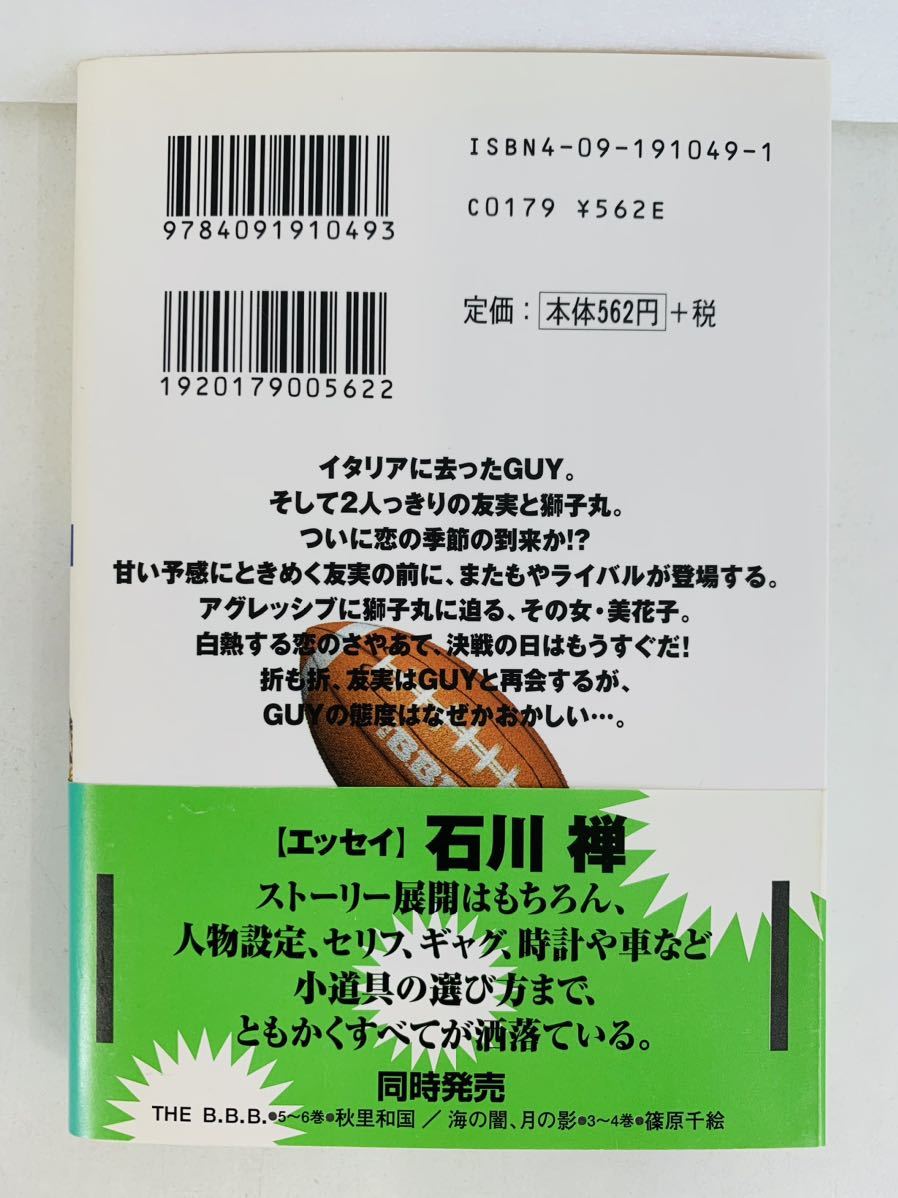 ISBN4-09-191049-1
9784091910493
C0179 ¥562E
定価：本体562円+税
1920179005622
イタリアに去ったGUY。
そして2人っきりの友実と獅子丸。
ついに恋の季節の到来か!?
甘い予感にときめく友実の前に、またもやライバルが登場する。
アグレッシブに獅子丸に迫る、その女・美花子。
白熱する恋のさやあて、決戦の日はもうすぐだ!
折も折、友実はGUYと再会するが、
GUYの態度はなぜかおかしい…。
【エッセイ】石川 禅
ストーリー展開はもちろん、
人物設定、セリフ、ギャグ、時計や車など
小道具の選び方まで、
ともかくすべてが洒落ている。
同時発売
THE B.B.B.●5〜6巻●秋里和国 / 海の闇、月の影●3〜4巻●篠原千絵